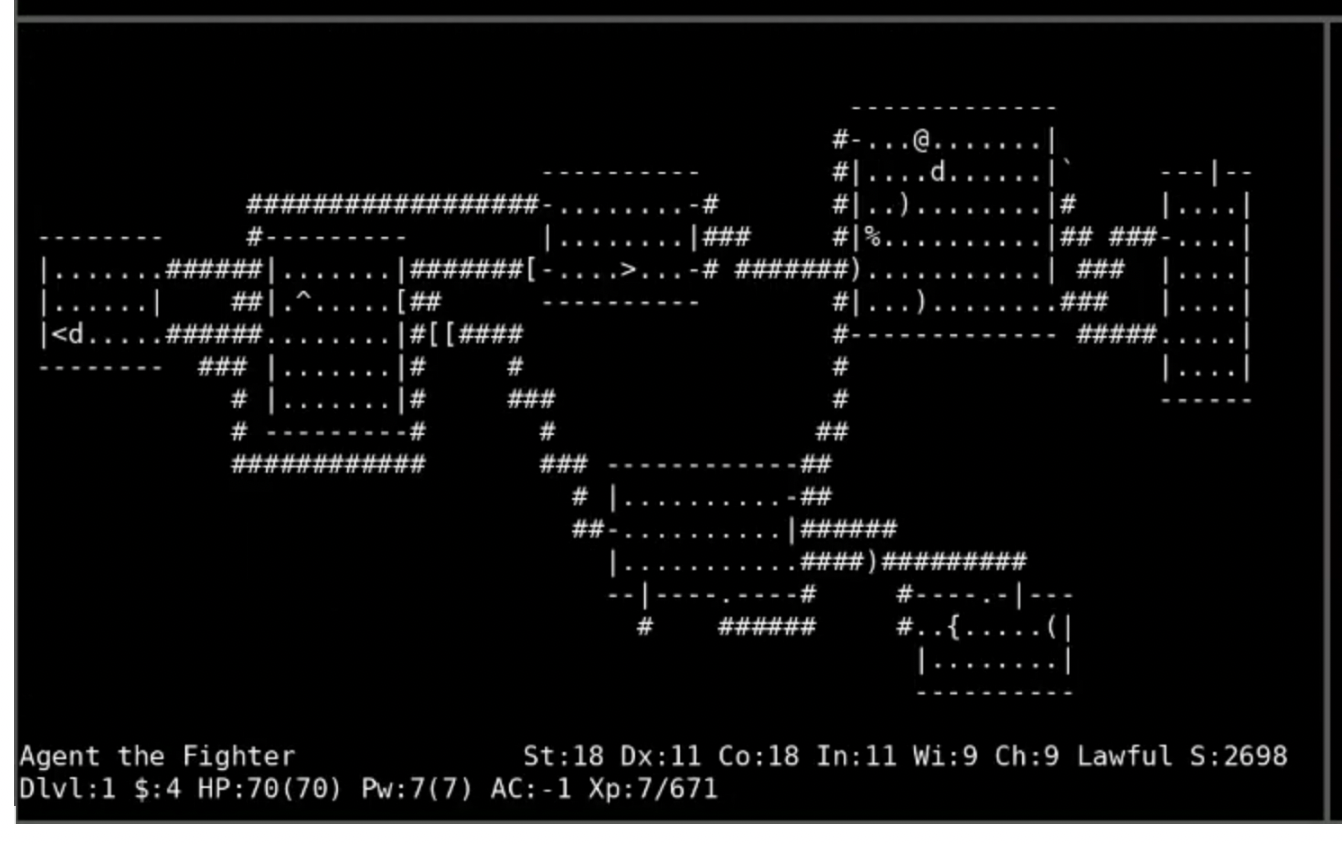 -------------
                                                  #-...@.......|
                                ----------        #|....d......|`     ---|--
              ##################-........-#       #|..)........|#     |....|
--------      #---------        |........|###     #|%..........|## ###-....|
|.......######|.......|#######[-....>...-# #######)...........| ###  |....|
|......|    ##|.^.....[##      ----------        #|...)........###   |....|
|<d.....######........|#[[####                   #------------- #####.....|
--------  ### |.......|#     #                   #                   |....|
            # |.......|#     ###                 #                   ------
            # ---------#       #                ##
            ############       ### ------------##
                                 # |..........-##
                                 ##-..........|######
                                   |...........####)#########
                                   --|----.----#     #----.-|---
                                     #    ######     #..{.....(|
                                                      |........|
                                                      ----------
Agent the Fighter              St:18 Dx:11 Co:18 In:11 Wi:9 Ch:9 Lawful S:2698
Dlvl:1 $:4 HP:70(70) Pw:7(7) AC:-1 Xp:7/671